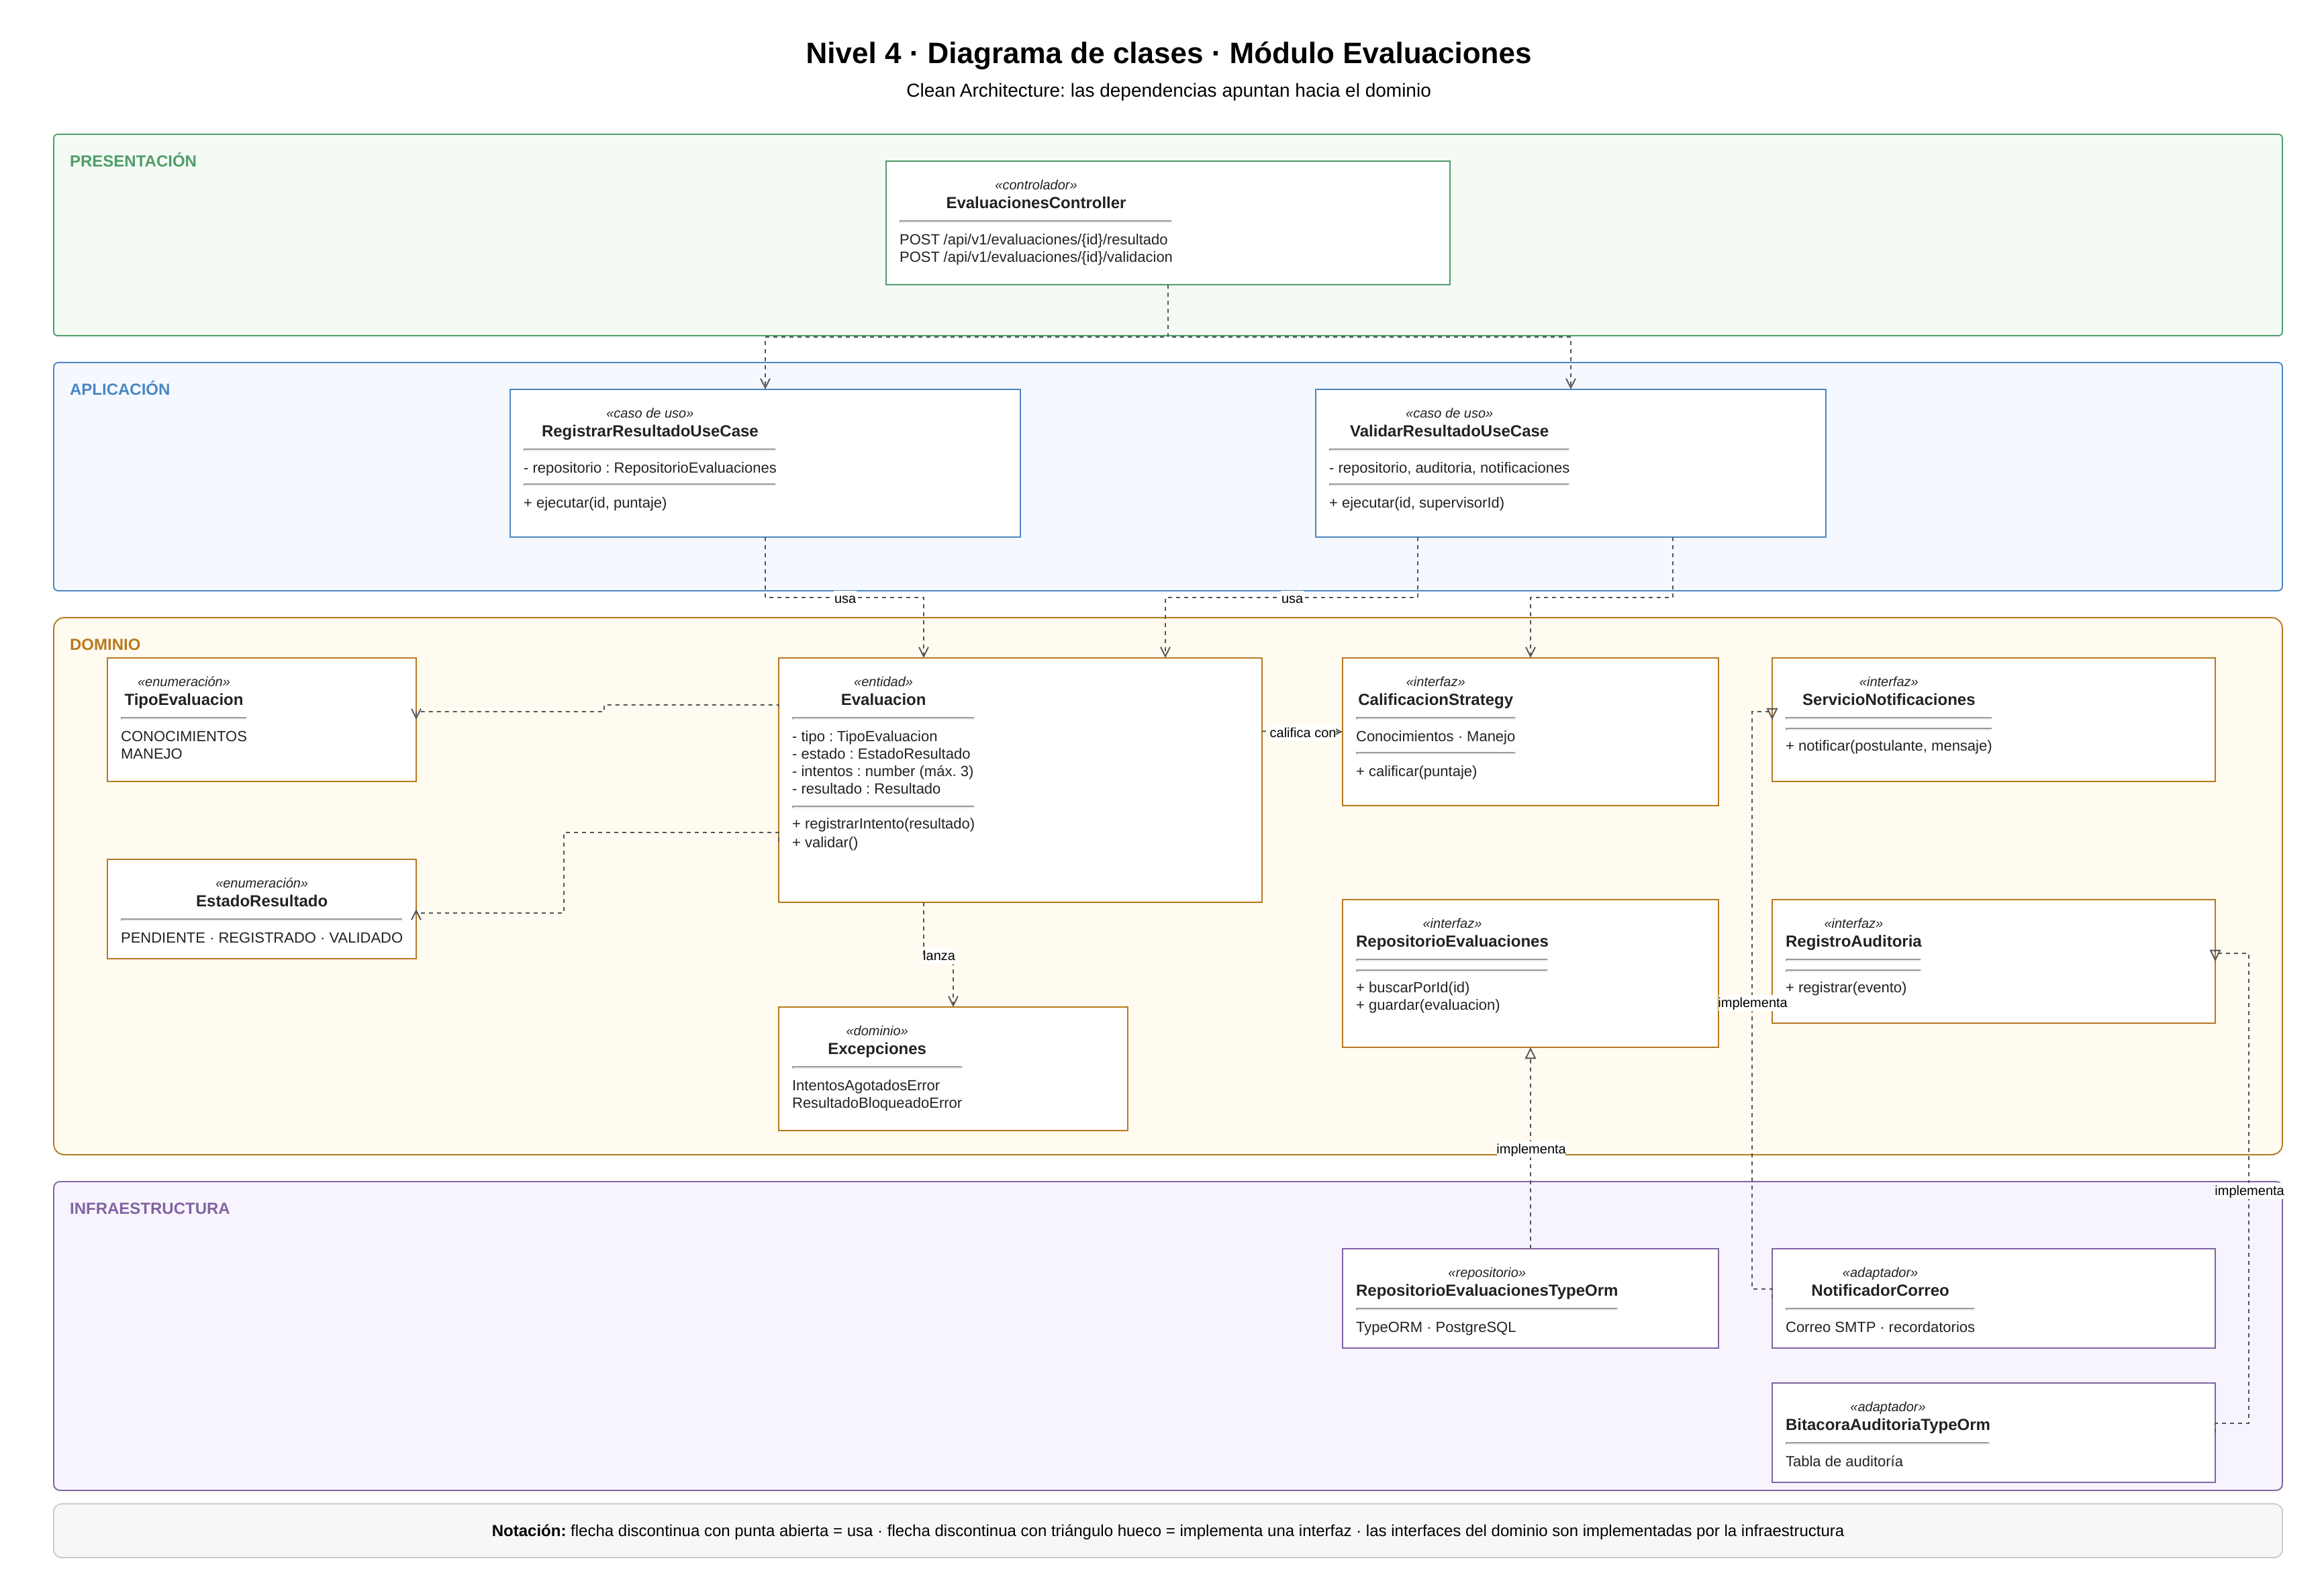 Nivel 4 · Diagrama de clases · Módulo Evaluaciones
Clean Architecture: las dependencias apuntan hacia el dominio
PRESENTACIÓN
«controlador»
EvaluacionesController
POST /api/v1/evaluaciones/{id}/resultado
POST /api/v1/evaluaciones/{id}/validacion
APLICACIÓN
«caso de uso»
RegistrarResultadoUseCase
- repositorio : RepositorioEvaluaciones
+ ejecutar(id, puntaje)
«caso de uso»
ValidarResultadoUseCase
- repositorio, auditoria, notificaciones
+ ejecutar(id, supervisorId)
usa
usa
DOMINIO
«enumeración»
TipoEvaluacion
CONOCIMIENTOS
MANEJO
«entidad»
Evaluacion
- tipo : TipoEvaluacion
- estado : EstadoResultado
- intentos : number (máx. 3)
- resultado : Resultado
+ registrarIntento(resultado)
+ validar()
califica con
«interfaz»
CalificacionStrategy
Conocimientos · Manejo
+ calificar(puntaje)
«interfaz»
ServicioNotificaciones
+ notificar(postulante, mensaje)
«enumeración»
EstadoResultado
PENDIENTE · REGISTRADO · VALIDADO
lanza
«interfaz»
RepositorioEvaluaciones
+ buscarPorId(id)
+ guardar(evaluacion)
implementa
«interfaz»
RegistroAuditoria
+ registrar(evento)
«dominio»
Excepciones
IntentosAgotadosError
ResultadoBloqueadoError
implementa
implementa
INFRAESTRUCTURA
«repositorio»
RepositorioEvaluacionesTypeOrm
TypeORM · PostgreSQL
«adaptador»
NotificadorCorreo
Correo SMTP · recordatorios
«adaptador»
BitacoraAuditoriaTypeOrm
Tabla de auditoría
Notación: flecha discontinua con punta abierta = usa · flecha discontinua con triángulo hueco = implementa una interfaz · las interfaces del dominio son implementadas por la infraestructura